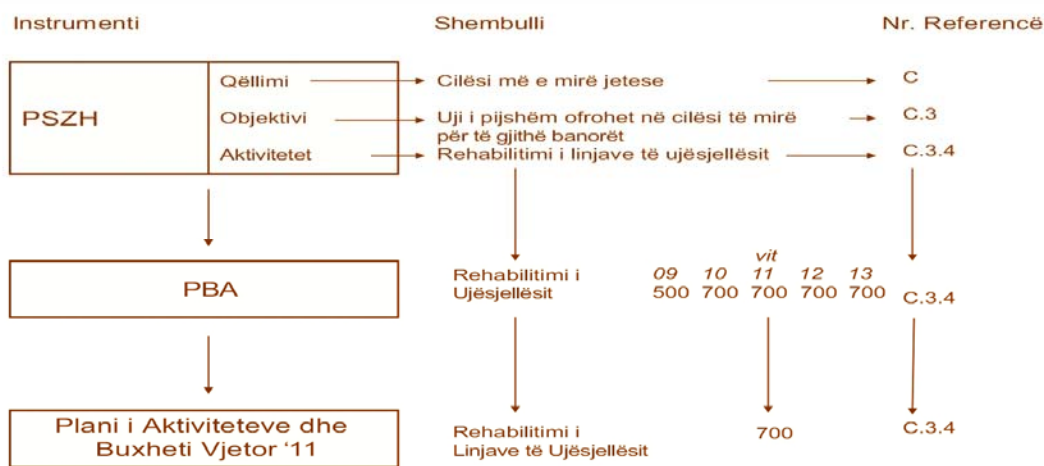 Instrumenti Shembulli Nr. Referencë
PSZH Qëllimi Cilësi më e mirë jetese C
Objektivi Uji i pijshëm ofrohet në cilësi të mirë C.3
për të gjithë banorët
Aktivitetet Rehabilitimi i linjave të ujësjellësit C.3.4
vit
PBA Rehabilitimi i 09 10 11 12 13
Ujësjellësit 500 700 700 700 700 C.3.4
Plani i Aktiviteteve dhe Rehabilitimi i 700 C.3.4
Buxheti Vjetor ‘11 Linjave të Ujësjellësit